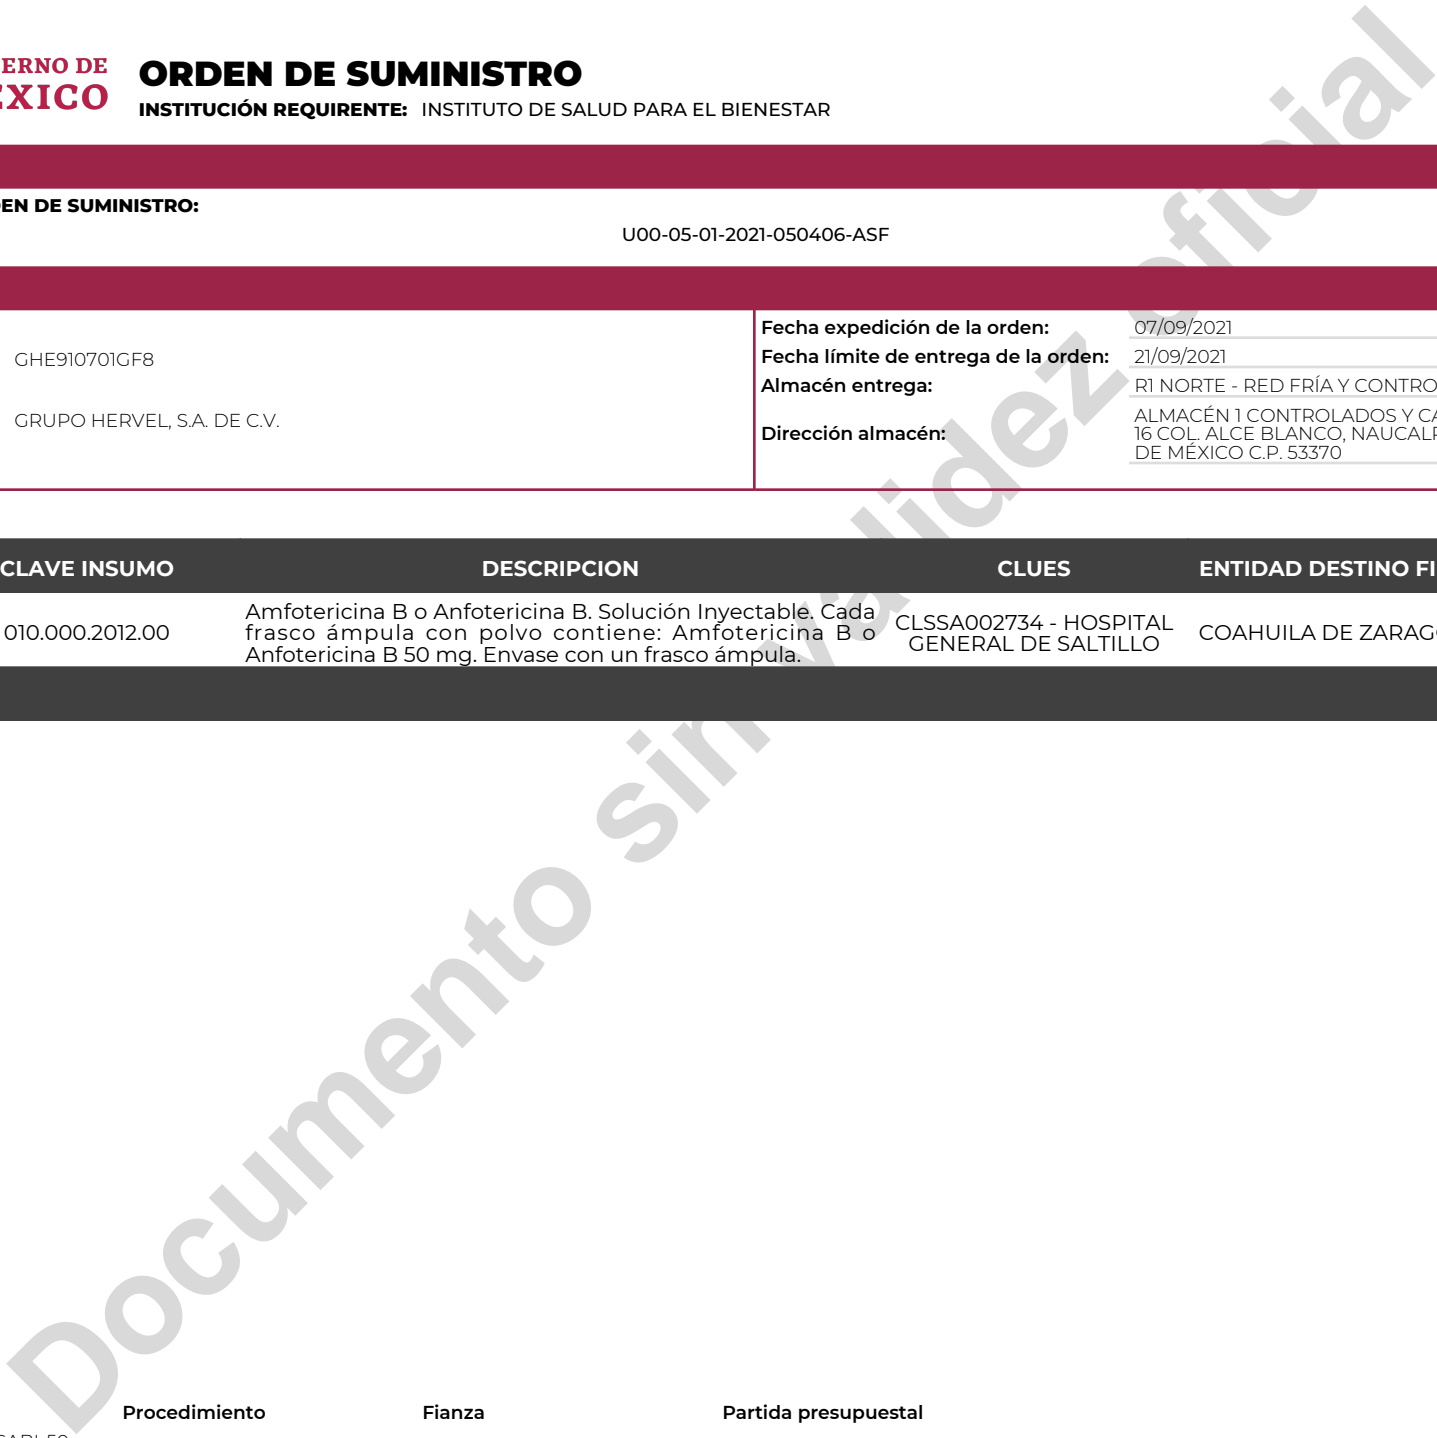 ERNO DE
ORDEN DE SUMINISTRO
INSTITUCIÓN REQUIRENTE: INSTITUTO DE SALUD PARA EL BIENESTAR
EN DE SUMINISTRO:
U00-05-01-2021-050406-ASF
Fecha expedición de la orden: 07/09/2021
GHE910701GF8
Fecha límite de entrega de la orden: 21/09/2021
Almacén entrega: R1 NORTE - RED FRÍA Y CONTRO
GRUPO HERVEL, S.A. DE C.V.
Dirección almacén:
ALMACÉN 1 CONTROLADOS Y CA
16 COL. ALCE BLANCO, NAUCALP
DE MÉXICO C.P. 53370
CLAVE INSUMO DESCRIPCION CLUES ENTIDAD DESTINO FI
010.000.2012.00
Amfotericina B o Anfotericina B. Solución Inyectable. Cada
frasco ámpula con polvo contiene: Amfotericina B o
Anfotericina B 50 mg. Envase con un frasco ámpula.
CLSSA002734 - HOSPITAL
GENERAL DE SALTILLO
COAHUILA DE ZARAG
Documento sin validez oficial
Procedimiento Fianza Partida presupuestal